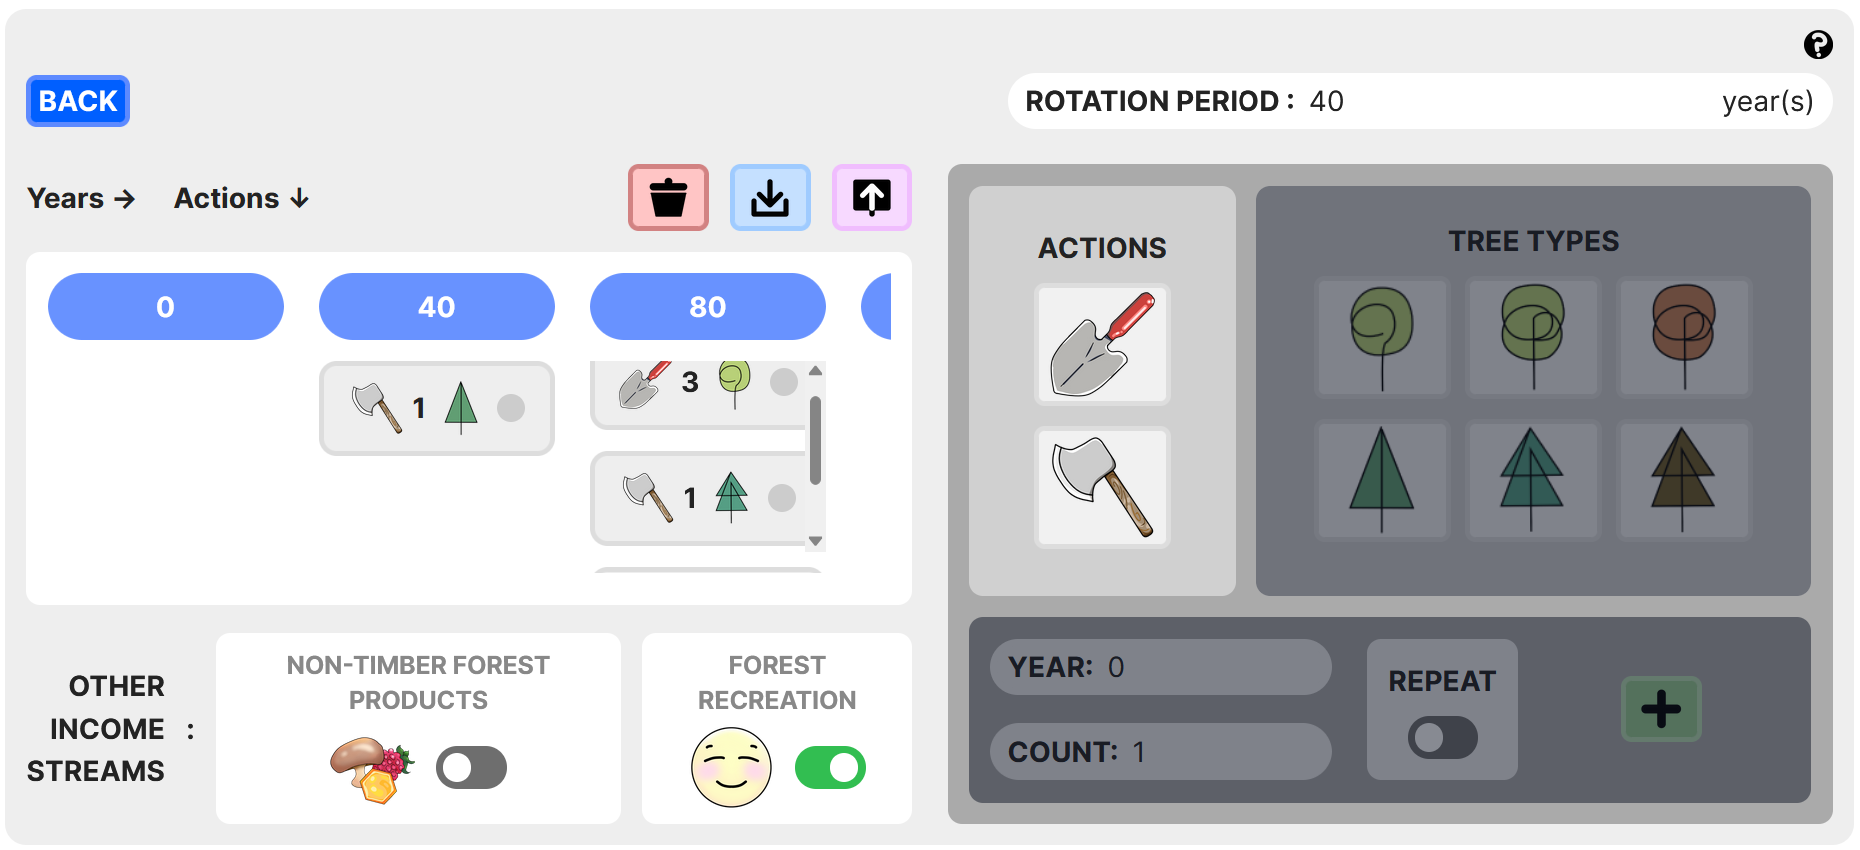 BACK
ROTATION PERIOD : 40 year(s)
Years → Actions ↓
0 40 80
1
3
1
ACTIONS
TREE TYPES
OTHER INCOME STREAMS :
NON-TIMBER FOREST
PRODUCTS
FOREST
RECREATION
YEAR: 0
COUNT: 1
REPEAT